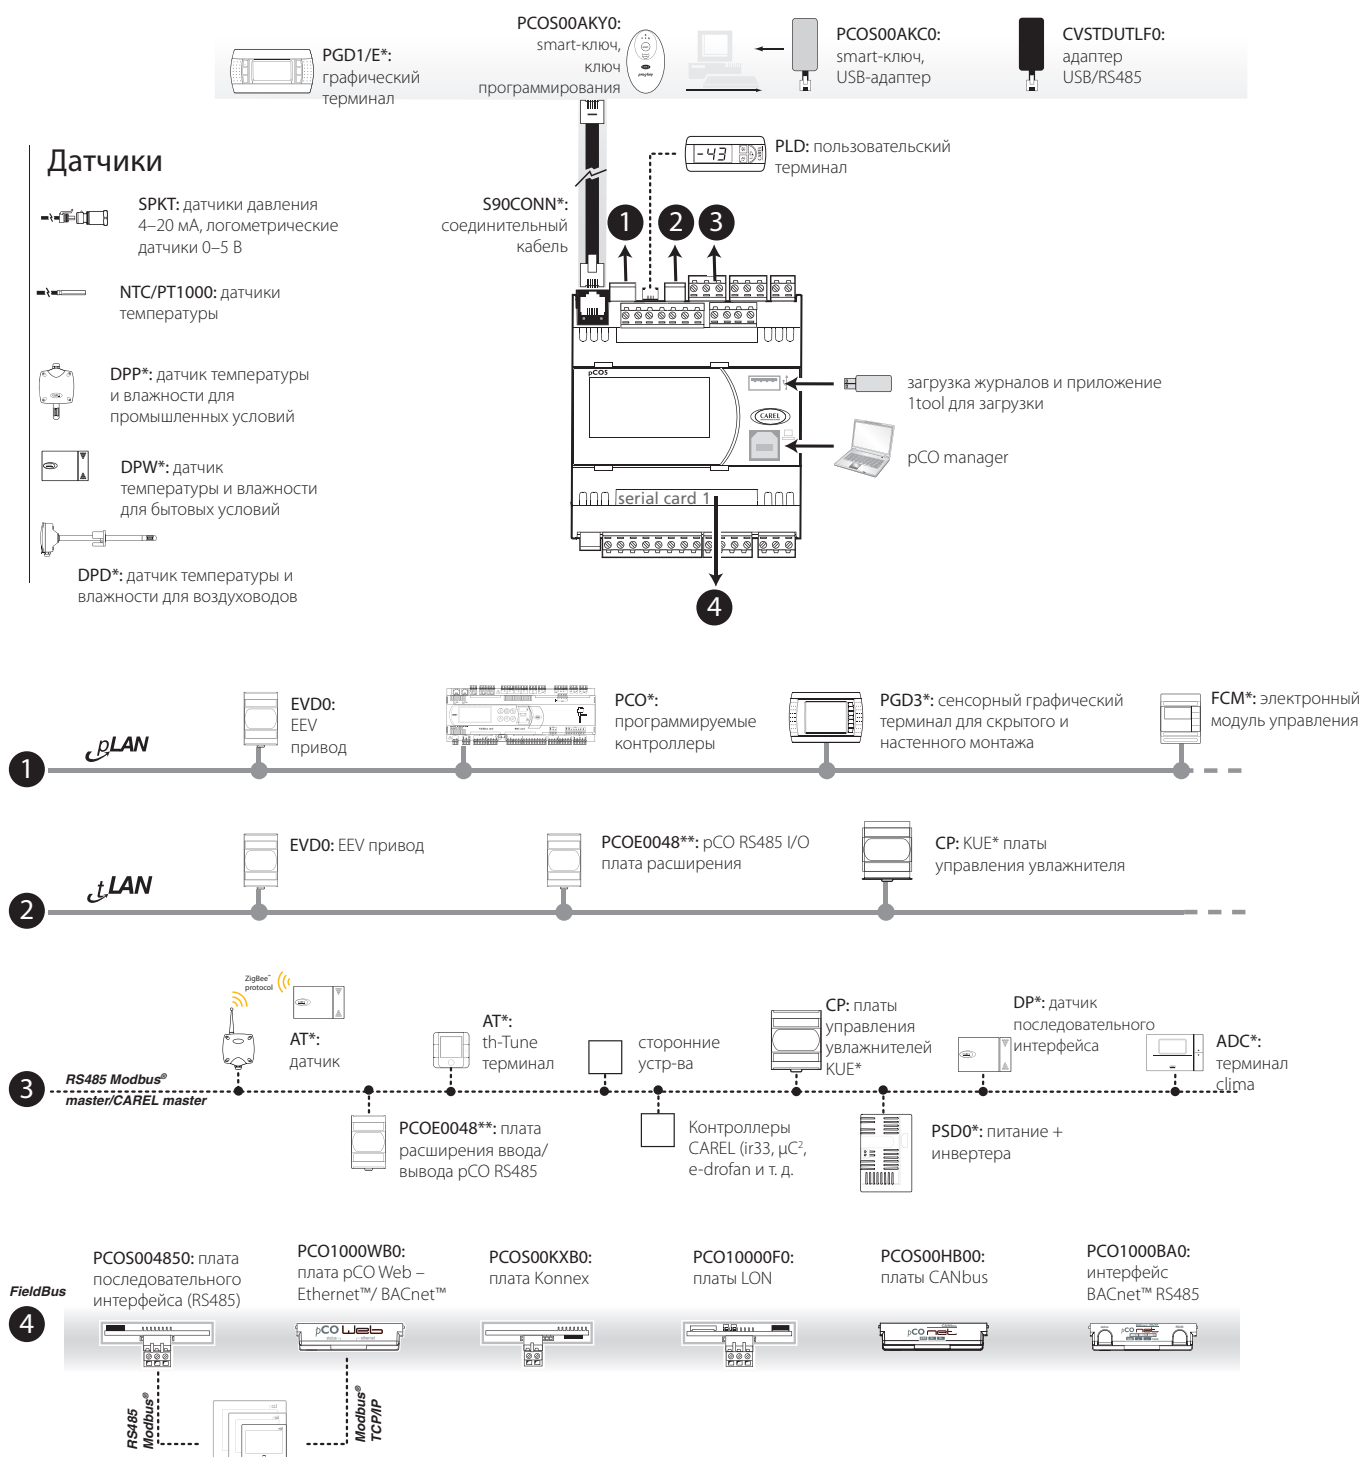 PGD1/E*:
графический
терминал
PCOS00AKY0:
smart-ключ,
ключ
программирования
PCOS00AKC0:
smart-ключ,
USB-адаптер
CVSTDUTLF0:
адаптер
USB/RS485
PLD: пользовательский
терминал
Датчики
SPKT: датчики давления
4–20 мА, логометрические
датчики 0–5 В
NTC/PT1000: датчики
температуры
DPP*: датчик температуры
и влажности для
промышленных условий
DPW*: датчик
температуры и влажности
для бытовых условий
DPD*: датчик температуры и
влажности для воздуховодов
S90CONN*:
соединительный
кабель
1
2
3
pCO5
CAREL
загрузка журналов и приложение
1tool для загрузки
pCO manager
serial card 1
4
1
pLAN
EVD0:
EEV
привод
PCO*:
программируемые
контроллеры
PGD3*: сенсорный графический
терминал для скрытого и
настенного монтажа
FCM*: электронный
модуль управления
2
tLAN
EVD0: EEV привод
PCOE0048**: pCO RS485 I/O
плата расширения
CP: KUE* платы
управления увлажнителя
3
RS485 Modbus®
master/CAREL master
ZigBee™
protocol
AT*:
датчик
AT*:
th-Tune
терминал
сторонние
устр-ва
CP: платы
управления
увлажнителей
KUE*
DP*: датчик
последовательного
интерфейса
ADC*:
терминал
clima
PCOE0048**: плата
расширения ввода/
вывода pCO RS485
Контроллеры
CAREL (ir33, µC²,
e-drofan и т. д.
PSD0*: питание +
инвертера
FieldBus
4
PCOS004850: плата
последовательного
интерфейса (RS485)
PCO1000WB0:
плата pCO Web –
Ethernet™/ BACnet™
PCOS00KXB0:
плата Konnex
PCO10000F0:
платы LON
PCOS00HB00:
платы CANbus
PCO1000BA0:
интерфейс
BACnet™ RS485
pCO Web
pCO net
pCO net
RS485
Modbus®
Modbus®
TCP/IP